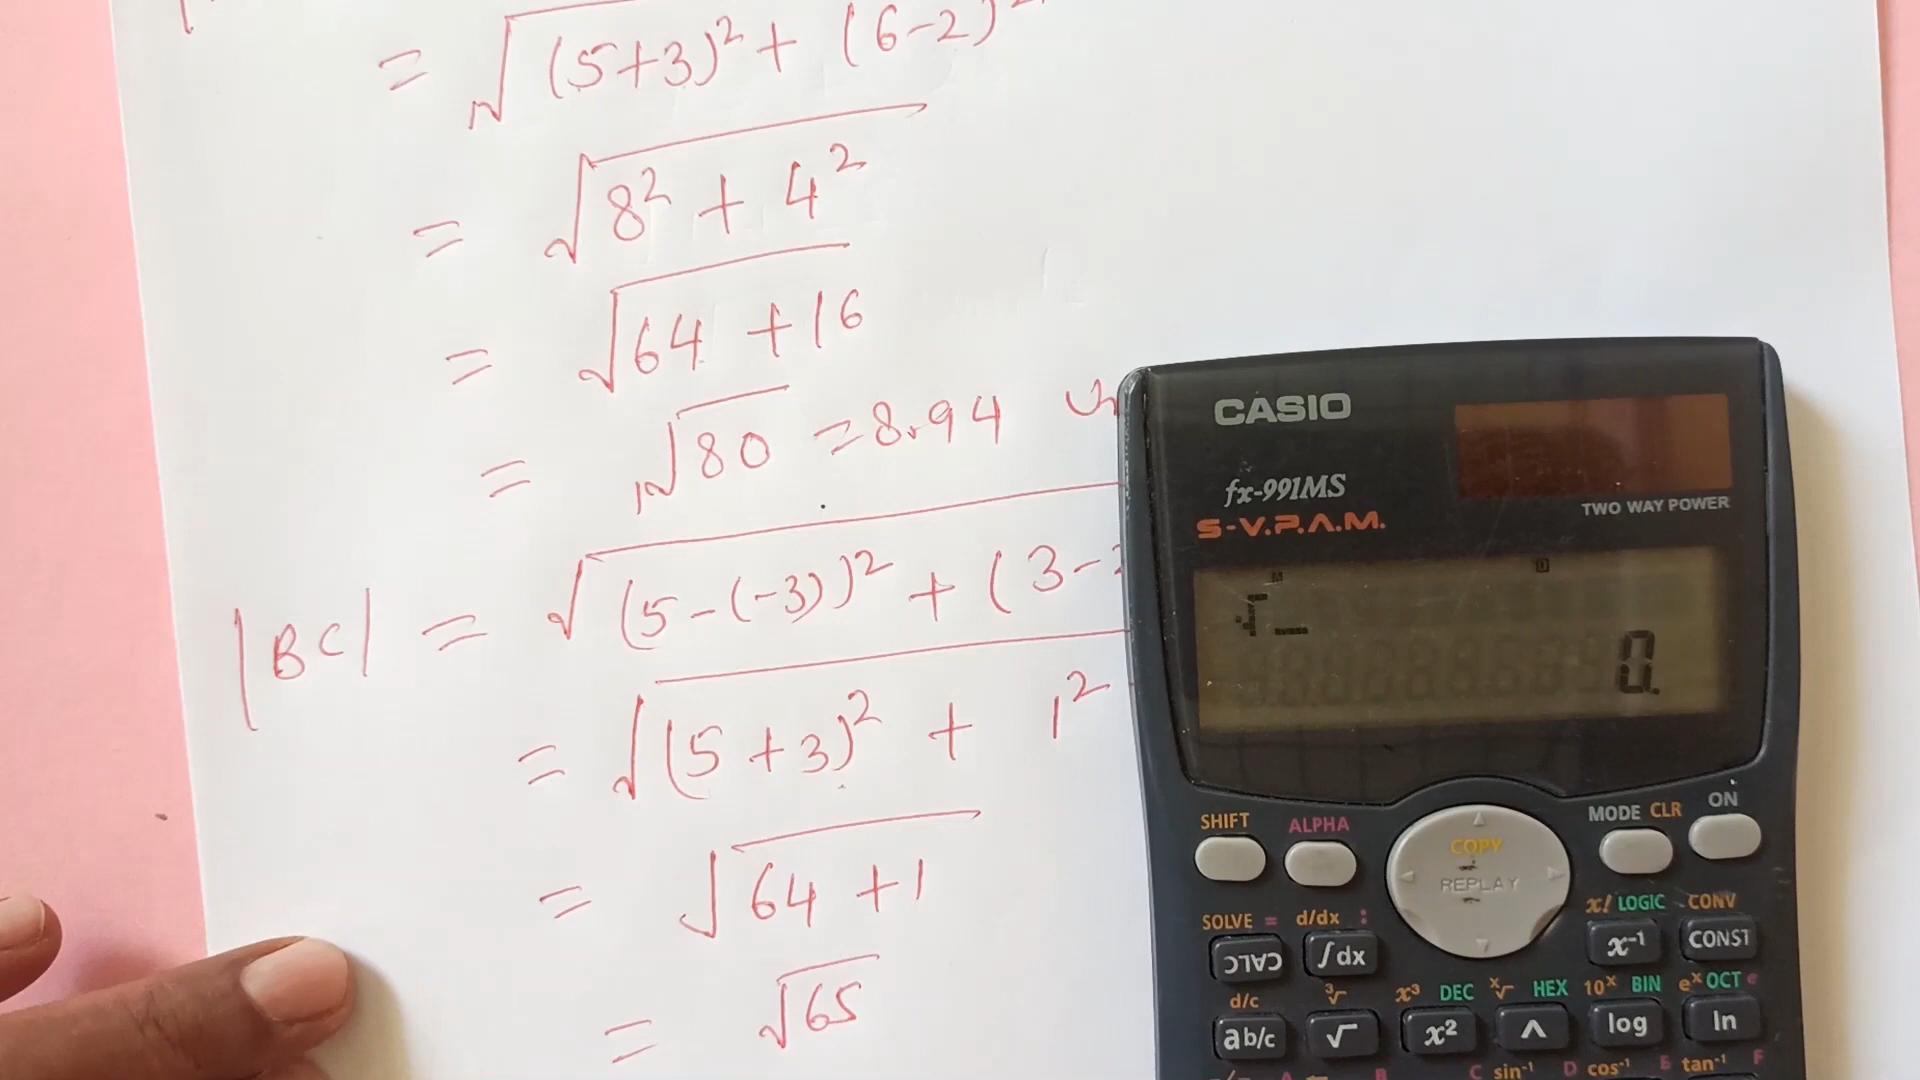 = √(5+3)² + (6-2)²
= √8² + 4²
= √64 + 16
= √80 = 8.94
|BC| = √(5-(-3))² + (3-
= √(5+3)² + 1²
= √64 + 1
= √65
CASIO
fx-991MS
S-V.P.A.M.
TWO WAY POWER
M D
√_
0.
SHIFT ALPHA MODE CLR ON
COPY
REPLAY
SOLVE = d/dx : x! LOGIC CONV
CALC ∫dx x⁻¹ CONST
d/c ³√ x³ DEC ˣ√ HEX 10ˣ BIN eˣ OCT e
ab/c √ x² ^ log ln
A B C sin⁻¹ D cos⁻¹ E tan⁻¹ F